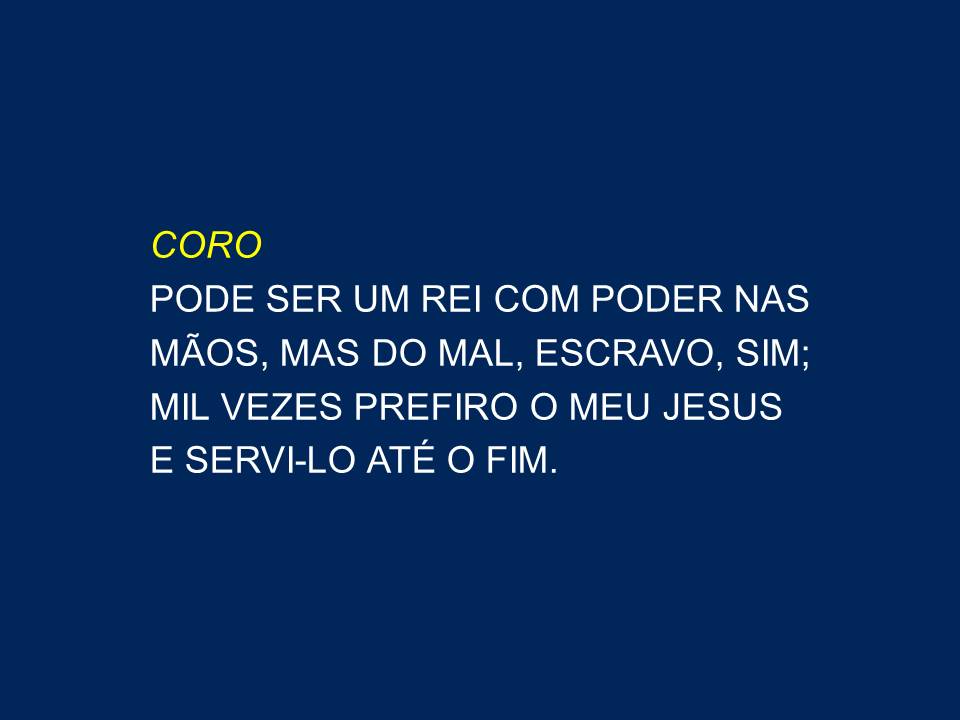 CORO
PODE SER UM REI COM PODER NAS
MÃOS, MAS DO MAL, ESCRAVO, SIM;
MIL VEZES PREFIRO O MEU JESUS
E SERVI-LO ATÉ O FIM.